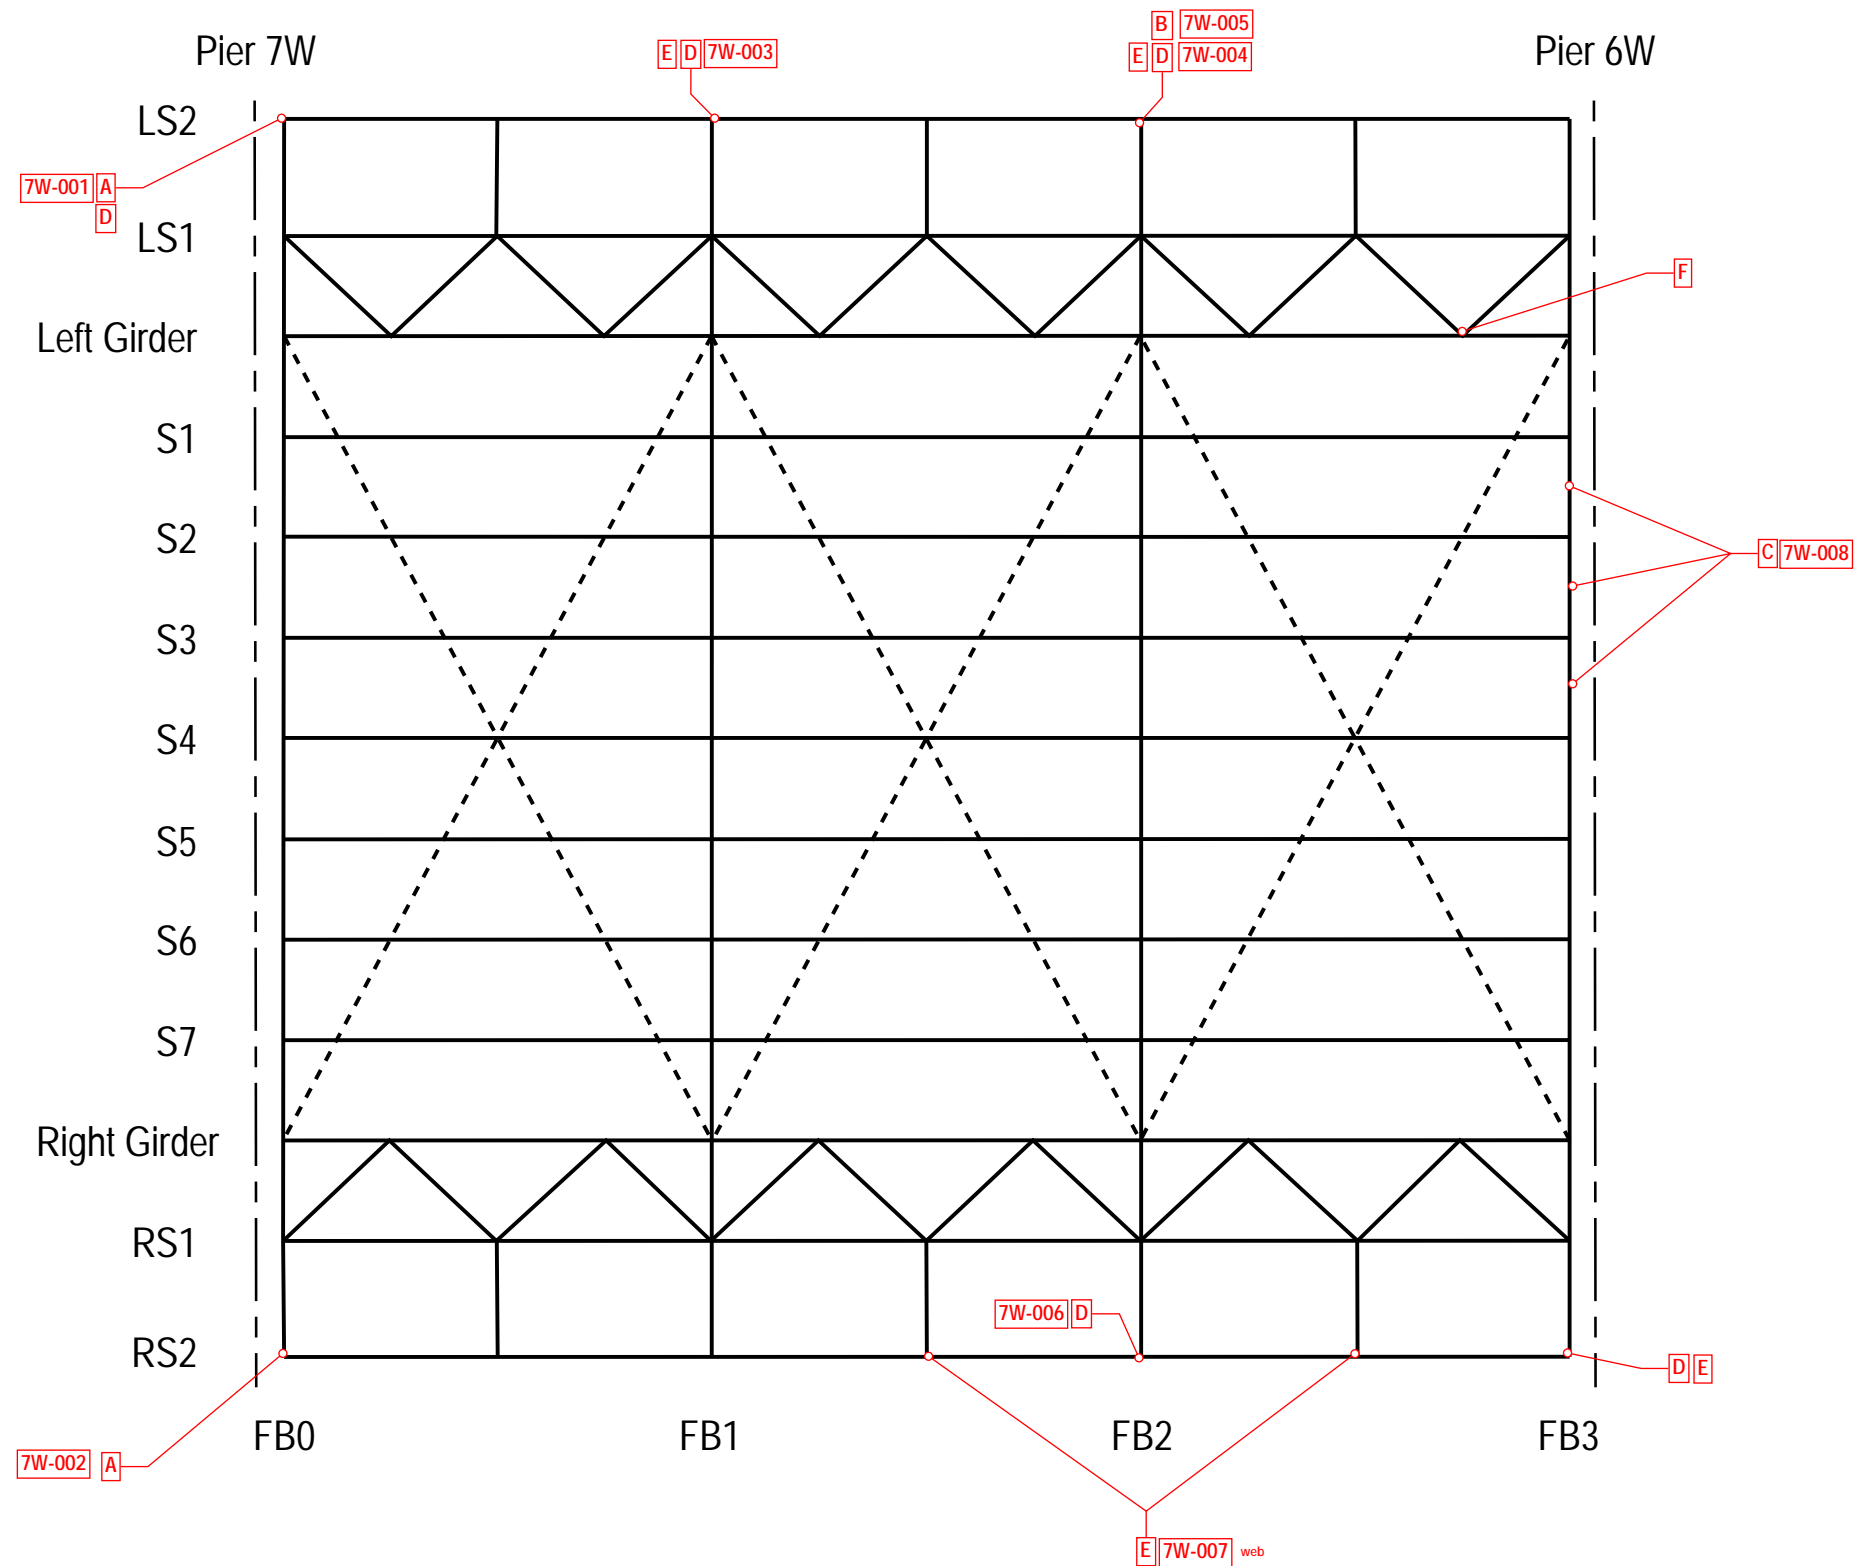 B 7W-005
Pier 7W
E D 7W-003
E D 7W-004
Pier 6W
LS2
7W-001 A
D
LS1
F
Left Girder
S1
S2
C 7W-008
S3
S4
S5
S6
S7
Right Girder
RS1
7W-006 D
RS2
D E
FB0
FB1
FB2
FB3
7W-002 A
E 7W-007 web